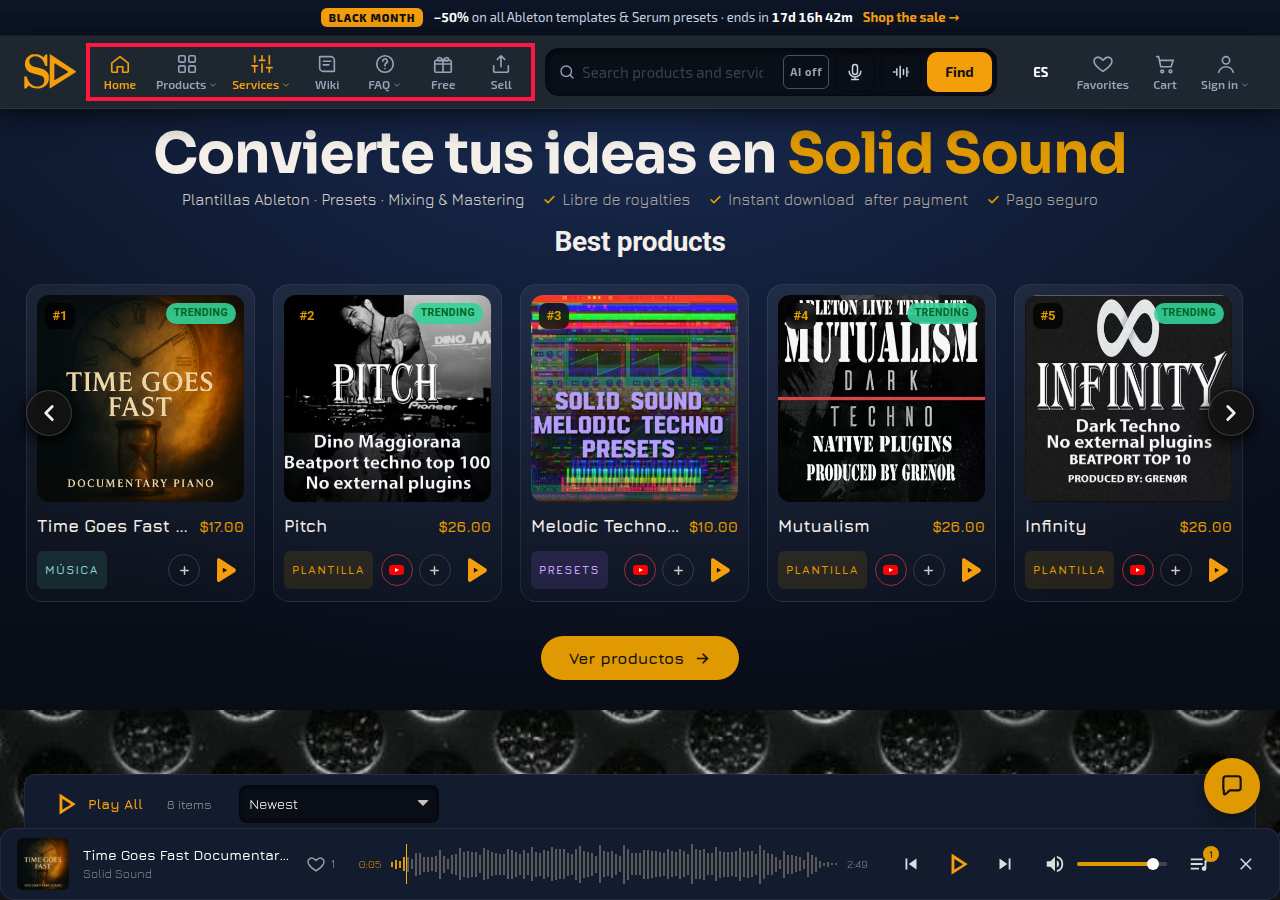 BLACK MONTH −50% on all Ableton templates & Serum presets · ends in 17d 16h 42m Shop the sale →
SD Home Products Services Wiki FAQ Free Sell Search products and servic AI off Find ES Favorites Cart Sign in
Convierte tus ideas en Solid Sound
Plantillas Ableton · Presets · Mixing & Mastering ✓ Libre de royalties ✓ Instant download after payment ✓ Pago seguro
Best products
#1 TRENDING
TIME GOES
FAST
DOCUMENTARY PIANO
Time Goes Fast ... $17.00
MÚSICA +
#2 TRENDING
DINO M
PITCH
Pioneer
Dino Maggiorana
Beatport techno top 100
No external plugins
Pitch $26.00
PLANTILLA +
#3
SOLID SOUND
MELODIC TECHNO
PRESETS
Melodic Techno... $10.00
PRESETS +
#4 TRENDING
ABLETON LIVE TEMPLATE
MUTUALISM
DARK
TECHNO
NATIVE PLUGINS
PRODUCED BY GRENOR
Mutualism $26.00
PLANTILLA +
#5 TRENDING
INFINITY
Dark Techno
No external plugins
BEATPORT TOP 10
PRODUCED BY: GRENØR
Infinity $26.00
PLANTILLA +
Ver productos →
Play All 8 items Newest
TIME GOES
FAST
Time Goes Fast Documentar...
Solid Sound
1 0:05 2:49 1